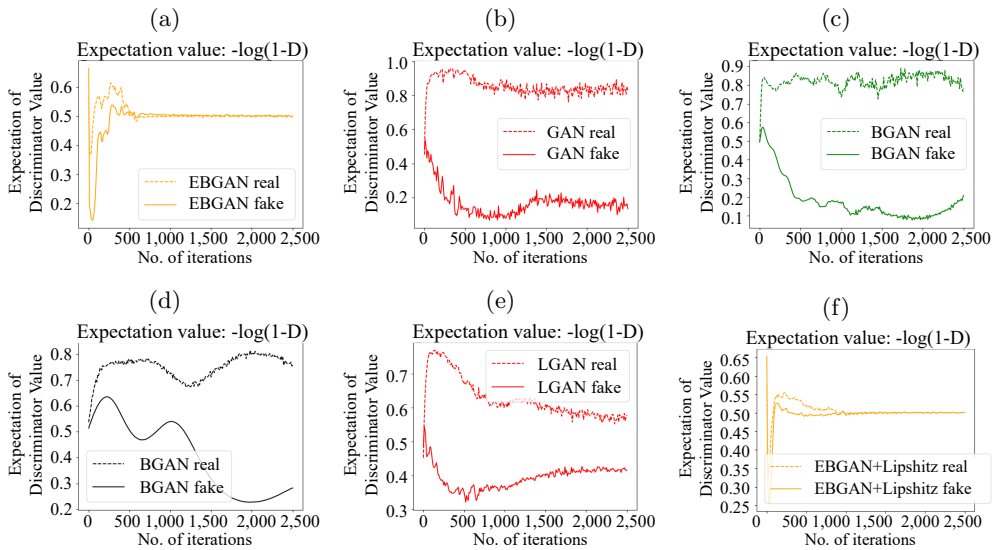 (a)
Expectation value: -log(1-D)
Expectation of
Discriminator Value
0.6
0.5
0.4
0.3
0.2
EBGAN real
EBGAN fake
0 500 1,000 1,500 2,000 2,500
No. of iterations
(b)
Expectation value: -log(1-D)
Expectation of
Discriminator Value
1.0
0.8
0.6
0.4
0.2
GAN real
GAN fake
0 500 1,000 1,500 2,000 2,500
No. of iterations
(c)
Expectation value: -log(1-D)
Expectation of
Discriminator Value
0.9
0.8
0.7
0.6
0.5
0.4
0.3
0.2
0.1
BGAN real
BGAN fake
0 500 1,000 1,500 2,000 2,500
No. of iterations
(d)
Expectation value: -log(1-D)
Expectation of
Discriminator Value
0.8
0.7
0.6
0.5
0.4
0.3
0.2
BGAN real
BGAN fake
0 500 1,000 1,500 2,000 2,500
No. of iterations
(e)
Expectation value: -log(1-D)
Expectation of
Discriminator Value
0.8
0.7
0.6
0.5
0.4
0.3
LGAN real
LGAN fake
0 500 1,000 1,500 2,000 2,500
No. of iterations
(f)
Expectation value: -log(1-D)
Expectation of
Discriminator Value
0.65
0.60
0.55
0.50
0.45
0.40
0.35
0.30
0.25
EBGAN+Lipshitz real
EBGAN+Lipshitz fake
0 500 1,000 1,500 2,000 2,500
No. of iterations